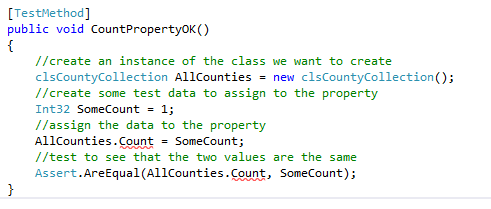 [TestMethod]
public void CountPropertyOK()
{
//create an instance of the class we want to create
clsCountyCollection AllCounties = new clsCountyCollection();
//create some test data to assign to the property
Int32 SomeCount = 1;
//assign the data to the property
AllCounties.Count = SomeCount;
//test to see that the two values are the same
Assert.AreEqual(AllCounties.Count, SomeCount);
}